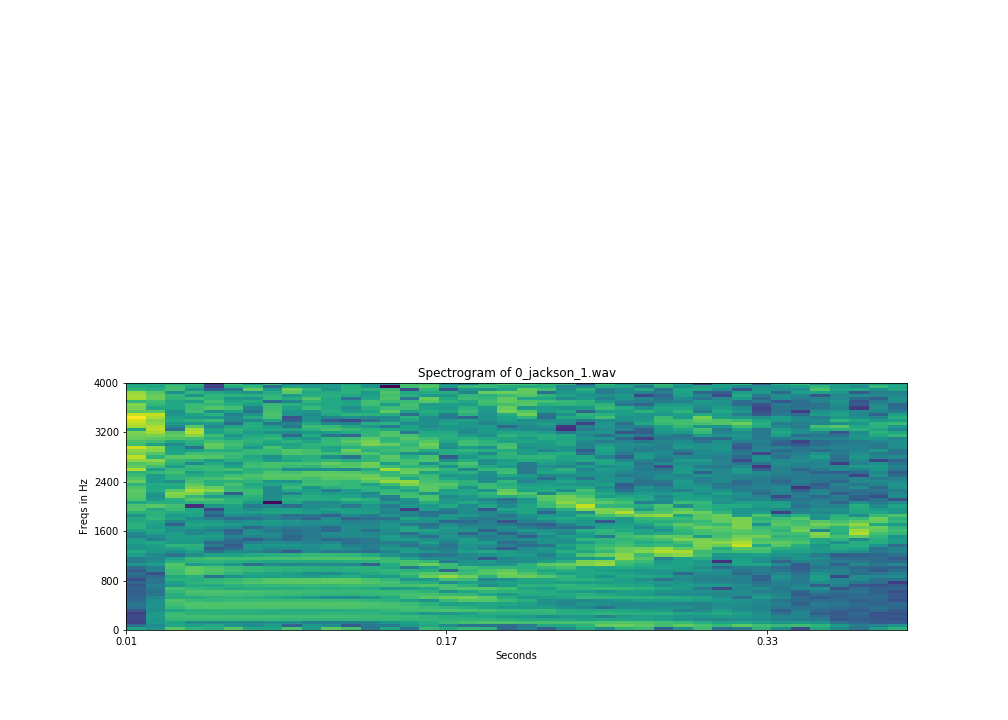 Spectrogram of 0_jackson_1.wav
4000
3200
2400
1600
800
0
Freqs in Hz
0.01 0.17 0.33
Seconds